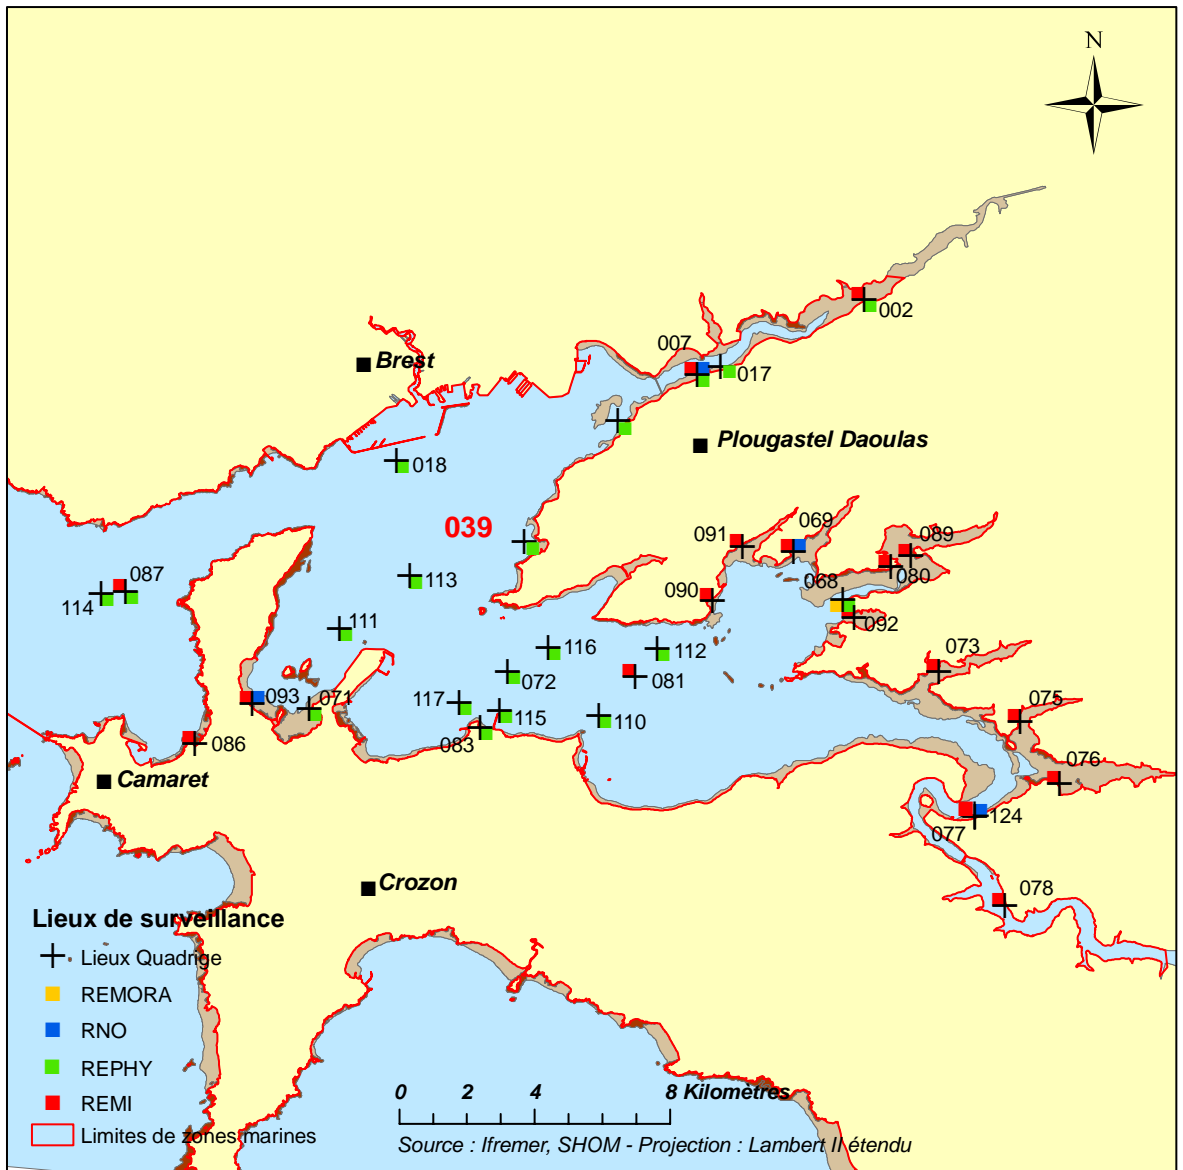 N
002
007
017
Brest
Plougastel Daoulas
018
039
091
069
089
080
068
087
114
113
090
092
111
116
112
073
072
081
093
071
117
115
110
075
083
086
076
Camaret
124
077
Crozon
078
Lieux de surveillance
Lieux Quadrige
REMORA
RNO
REPHY
REMI
Limites de zones marines
0 2 4 8 Kilomètres
Source : Ifremer, SHOM - Projection : Lambert II étendu